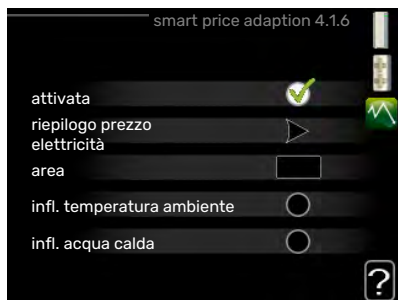 smart price adaption 4.1.6
attivata
riepilogo prezzo
elettricità
area
infl. temperatura ambiente
infl. acqua calda
?